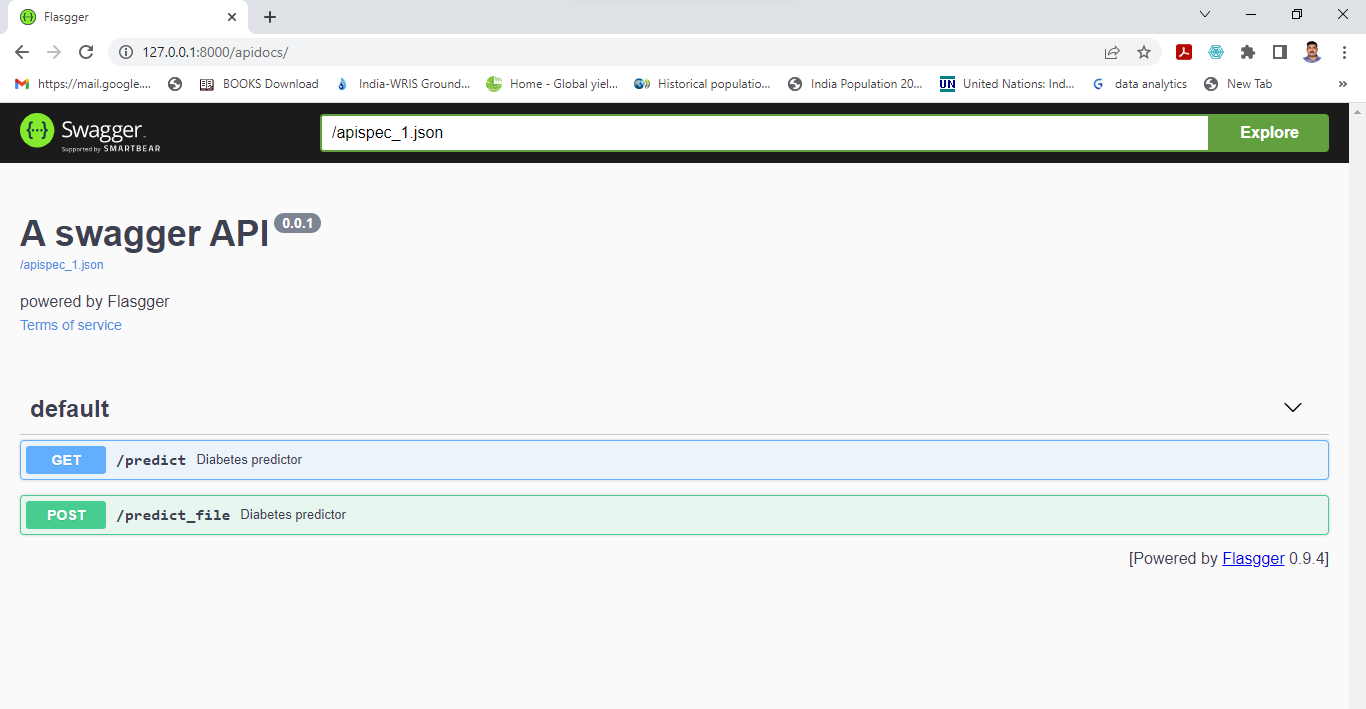 Flasgger
127.0.0.1:8000/apidocs/
https://mail.google.... BOOKS Download India-WRIS Ground... Home - Global yiel... Historical populatio... India Population 20... UN United Nations: Ind... G data analytics New Tab »
Swagger
Supported by SMARTBEAR
/apispec_1.json
Explore
A swagger API 0.0.1
/apispec_1.json
powered by Flasgger
Terms of service
default
GET /predict Diabetes predictor
POST /predict_file Diabetes predictor
[Powered by Flasgger 0.9.4]